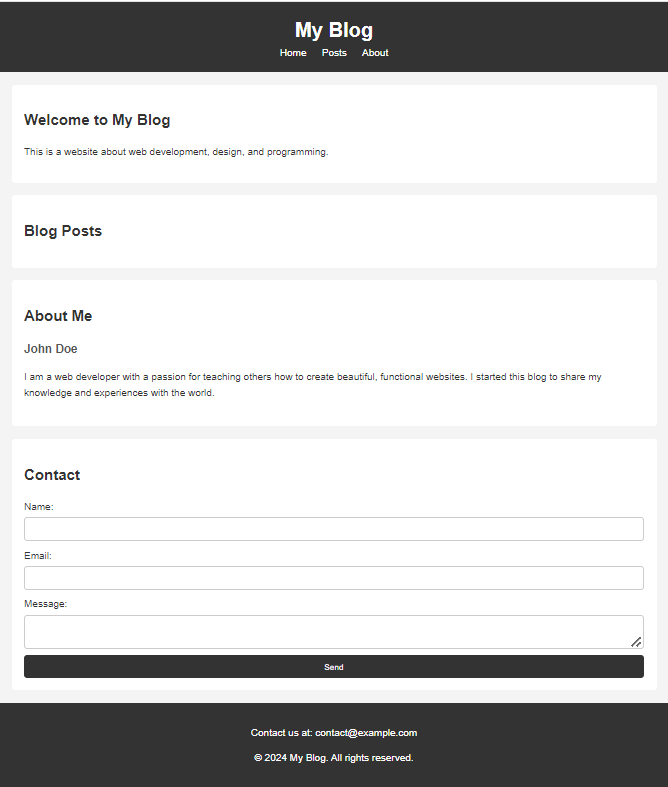 My Blog
Home Posts About
Welcome to My Blog
This is a website about web development, design, and programming.
Blog Posts
About Me
John Doe
I am a web developer with a passion for teaching others how to create beautiful, functional websites. I started this blog to share my
knowledge and experiences with the world.
Contact
Name:
Email:
Message:
Send
Contact us at: contact@example.com
© 2024 My Blog. All rights reserved.